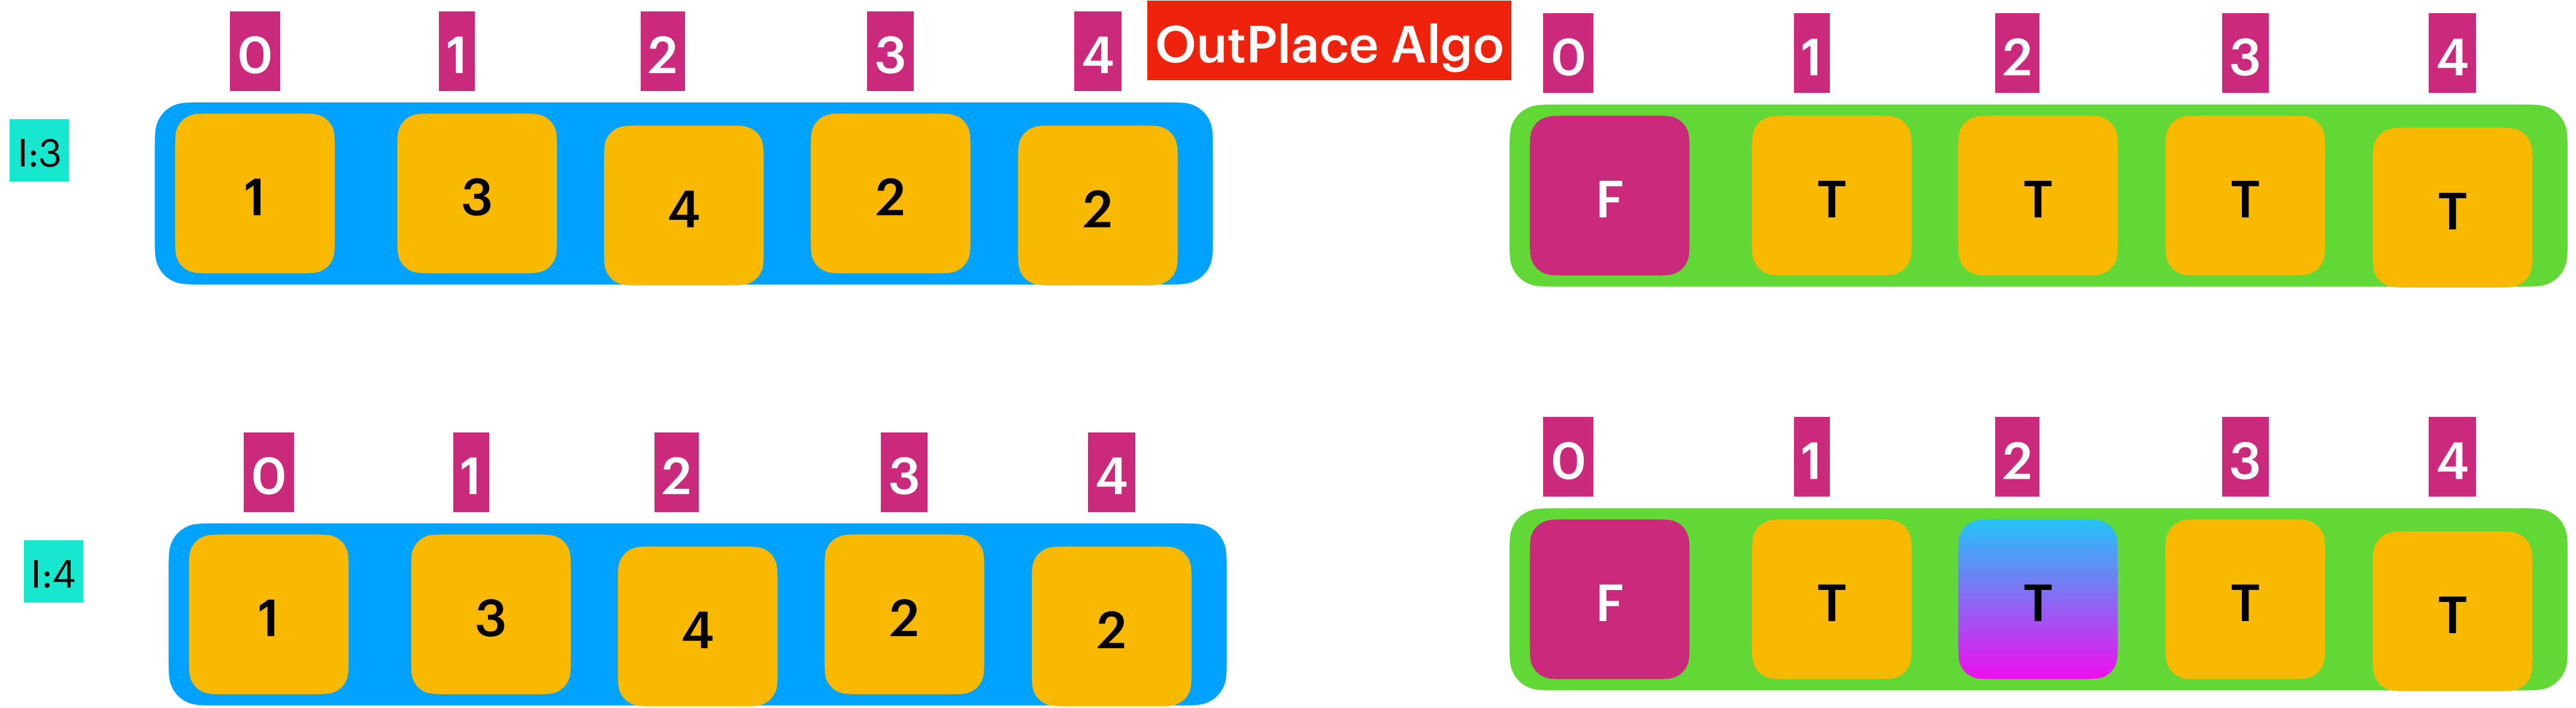 0 1 2 3 4 OutPlace Algo 0 1 2 3 4
I:3 1 3 4 2 2 F T T T T
0 1 2 3 4 0 1 2 3 4
I:4 1 3 4 2 2 F T T T T